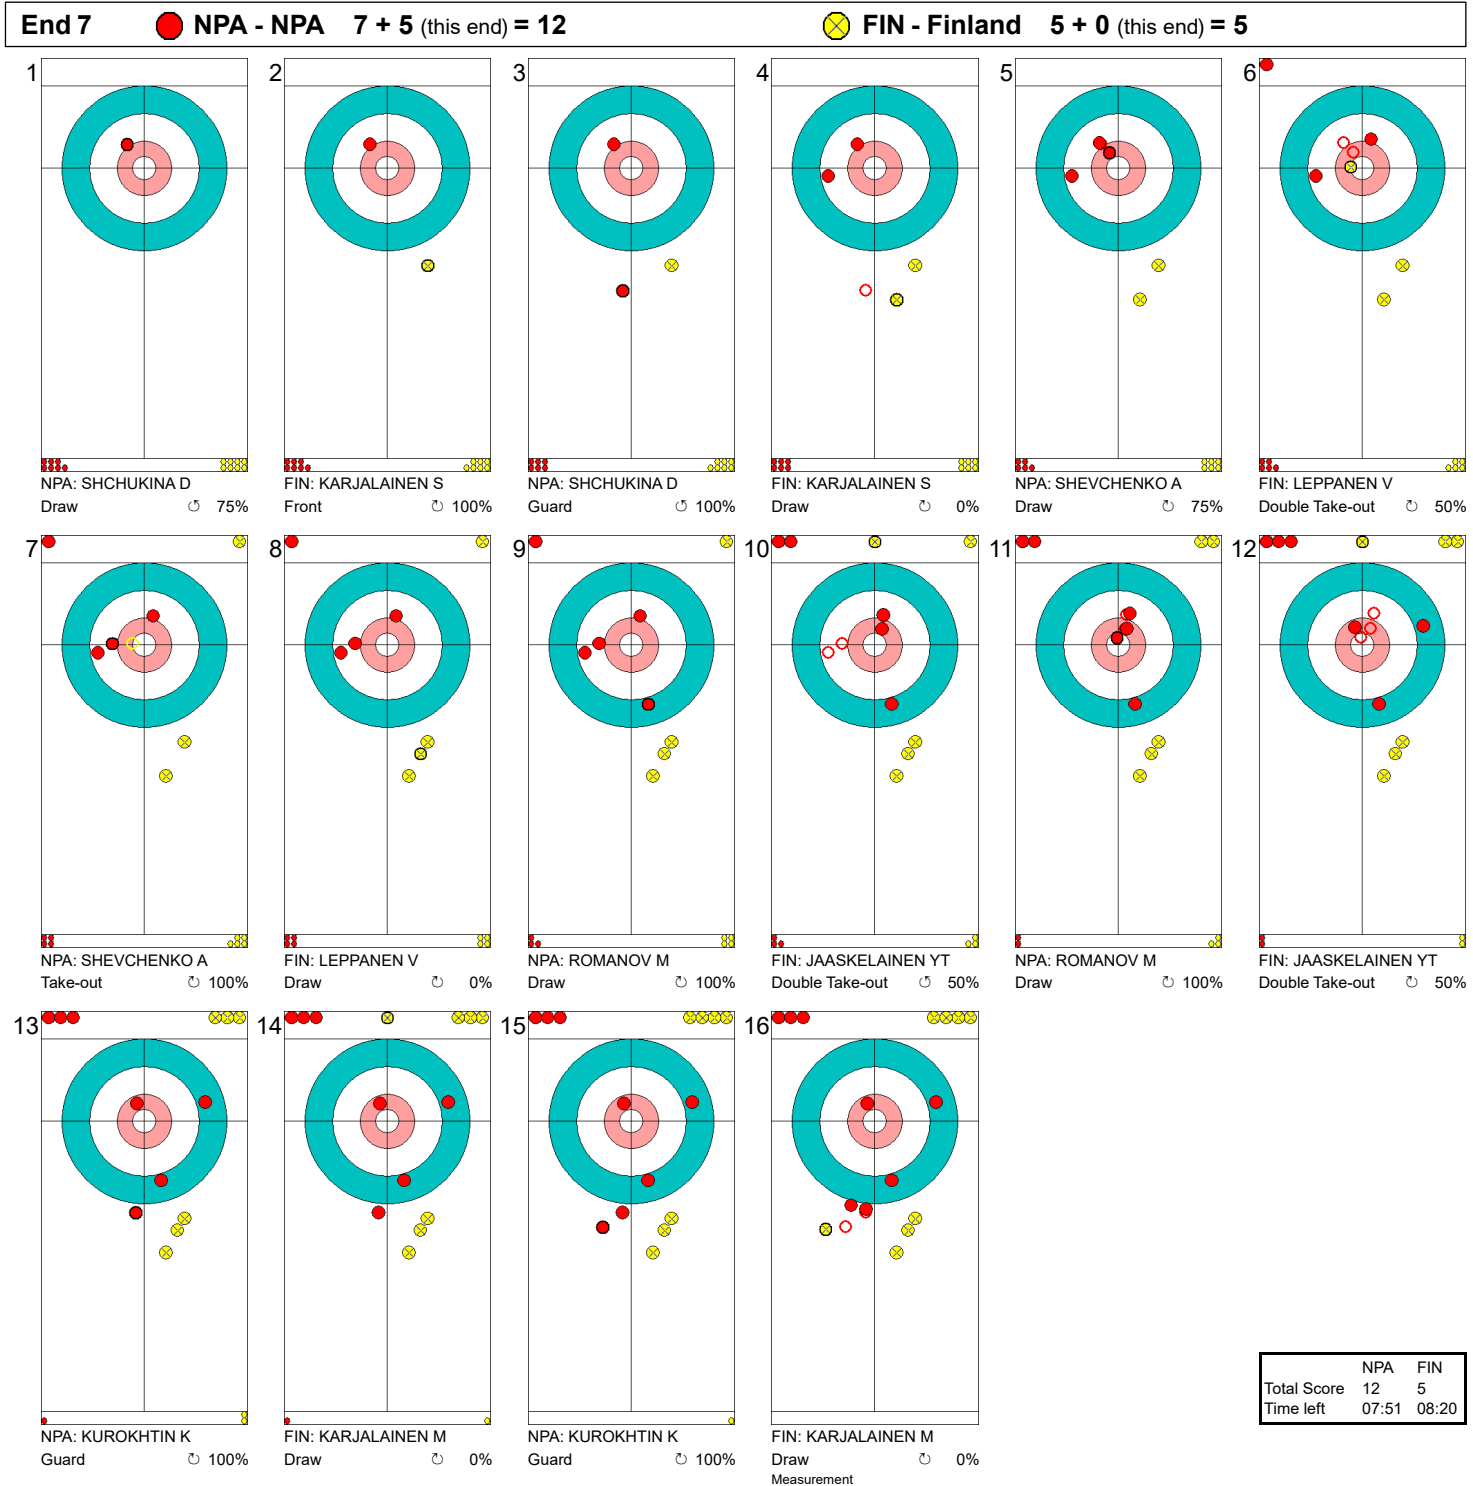 End 7 NPA - NPA 7 + 5 (this end) = 12 FIN - Finland 5 + 0 (this end) = 5
1 2 3 4 5 6
NPA: SHCHUKINA D FIN: KARJALAINEN S NPA: SHCHUKINA D FIN: KARJALAINEN S NPA: SHEVCHENKO A FIN: LEPPANEN V
Draw ↻ 75% Front ↻ 100% Guard ↻ 100% Draw ↻ 0% Draw ↻ 75% Double Take-out ↻ 50%
7 8 9 10 11 12
NPA: SHEVCHENKO A FIN: LEPPANEN V NPA: ROMANOV M FIN: JAASKELAINEN YT NPA: ROMANOV M FIN: JAASKELAINEN YT
Take-out ↻ 100% Draw ↻ 0% Draw ↻ 100% Double Take-out ↺ 50% Draw ↻ 100% Double Take-out ↻ 50%
13 14 15 16
NPA FIN
Total Score 12 5
Time left 07:51 08:20
NPA: KUROKHTIN K FIN: KARJALAINEN M NPA: KUROKHTIN K FIN: KARJALAINEN M
Guard ↻ 100% Draw ↻ 0% Guard ↻ 100% Draw ↻ 0%
Measurement